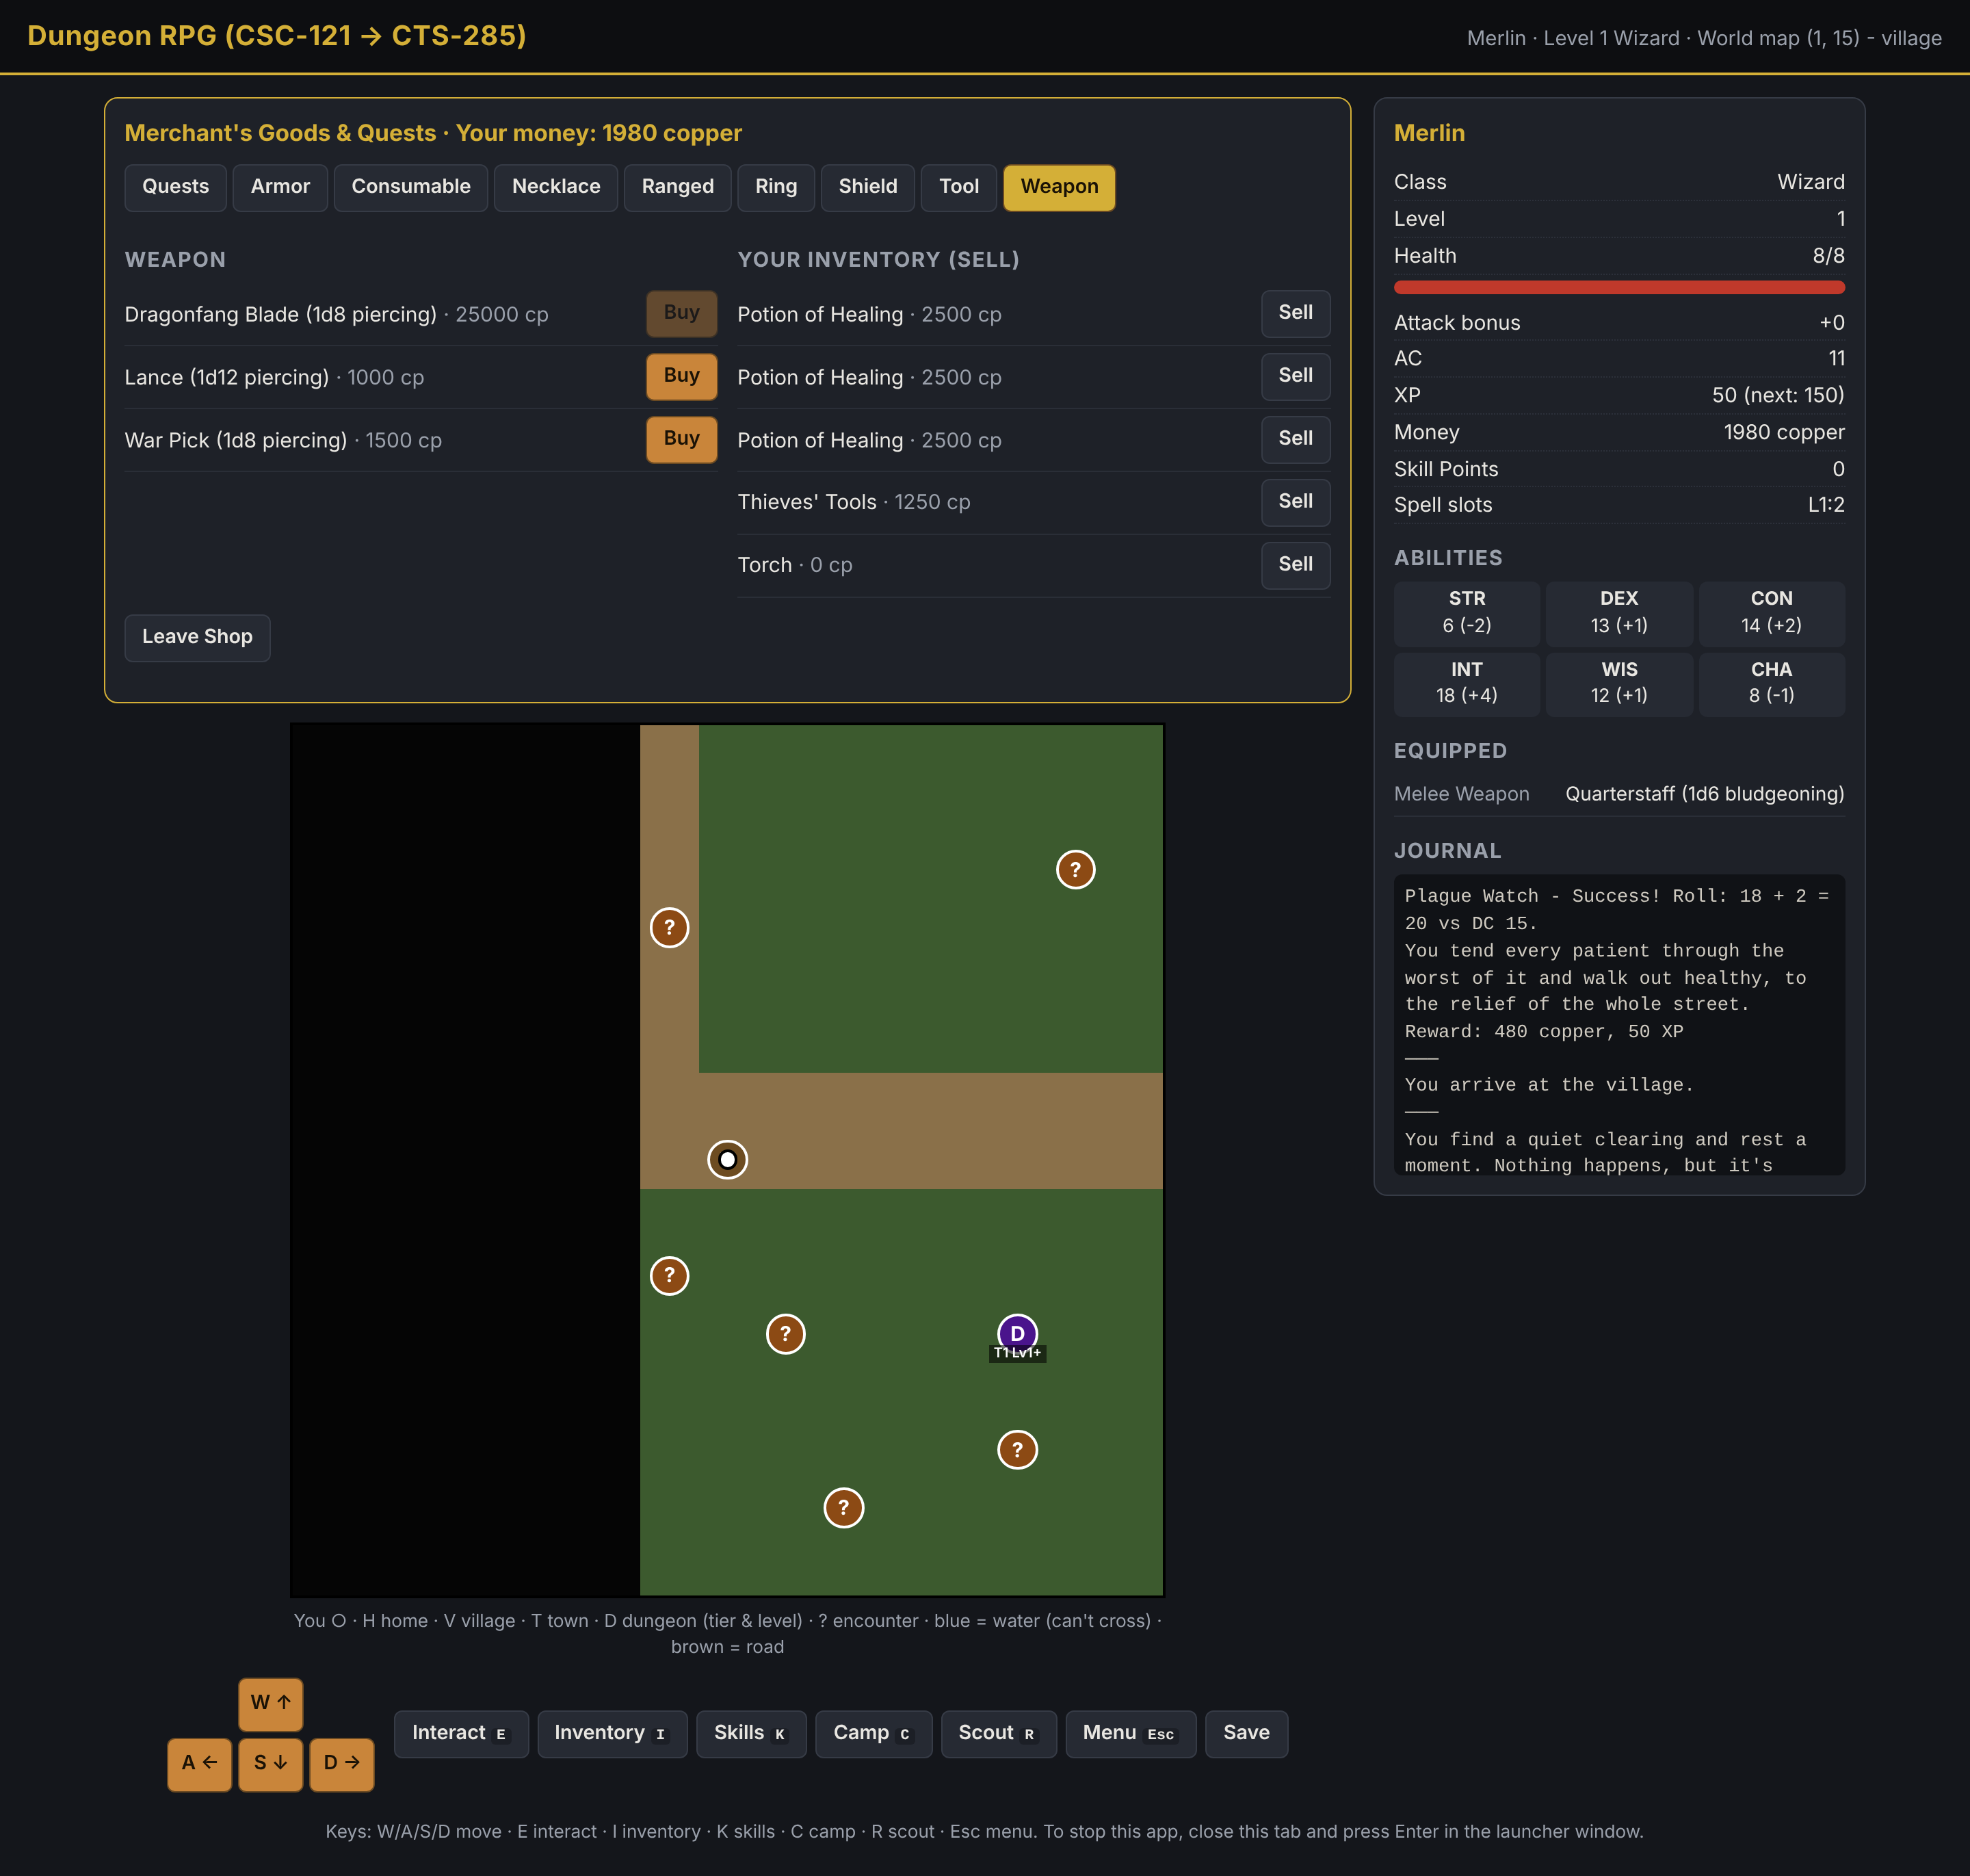 Dungeon RPG (CSC-121 → CTS-285)
Merlin · Level 1 Wizard · World map (1, 15) - village
Merchant's Goods & Quests · Your money: 1980 copper
Quests Armor Consumable Necklace Ranged Ring Shield Tool Weapon
WEAPON
Dragonfang Blade (1d8 piercing) · 25000 cp Buy
Lance (1d12 piercing) · 1000 cp Buy
War Pick (1d8 piercing) · 1500 cp Buy
YOUR INVENTORY (SELL)
Potion of Healing · 2500 cp Sell
Potion of Healing · 2500 cp Sell
Potion of Healing · 2500 cp Sell
Thieves' Tools · 1250 cp Sell
Torch · 0 cp Sell
Leave Shop
?
?
?
?
D
T1 Lv1+
?
?
You ○ · H home · V village · T town · D dungeon (tier & level) · ? encounter · blue = water (can't cross) ·
brown = road
W ↑
A ← S ↓ D →
Interact E Inventory I Skills K Camp C Scout R Menu Esc Save
Merlin
Class Wizard
Level 1
Health 8/8
Attack bonus +0
AC 11
XP 50 (next: 150)
Money 1980 copper
Skill Points 0
Spell slots L1:2
ABILITIES
STR DEX CON
6 (-2) 13 (+1) 14 (+2)
INT WIS CHA
18 (+4) 12 (+1) 8 (-1)
EQUIPPED
Melee Weapon Quarterstaff (1d6 bludgeoning)
JOURNAL
Plague Watch - Success! Roll: 18 + 2 =
20 vs DC 15.
You tend every patient through the
worst of it and walk out healthy, to
the relief of the whole street.
Reward: 480 copper, 50 XP
———
You arrive at the village.
———
You find a quiet clearing and rest a
moment. Nothing happens, but it's
Keys: W/A/S/D move · E interact · I inventory · K skills · C camp · R scout · Esc menu. To stop this app, close this tab and press Enter in the launcher window.